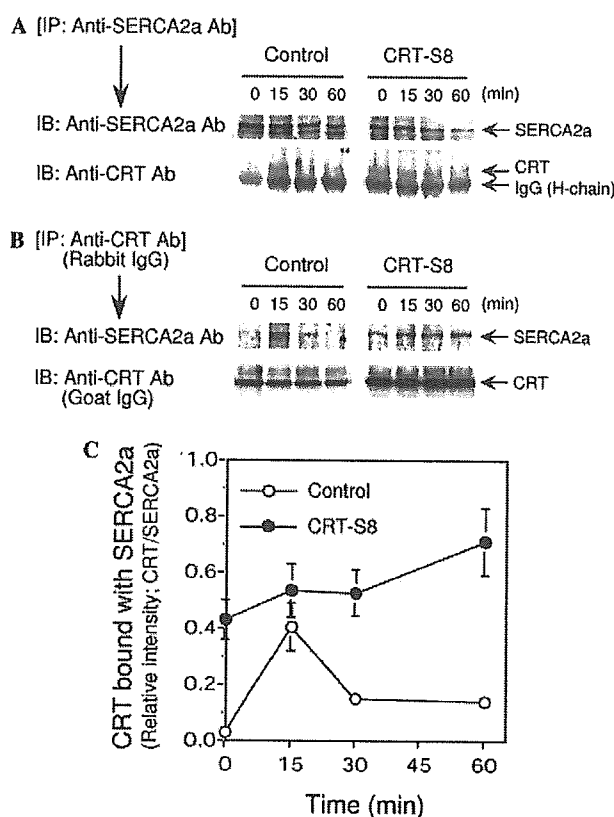 A [IP: Anti-SERCA2a Ab]
Control CRT-S8
0 15 30 60 0 15 30 60 (min)
IB: Anti-SERCA2a Ab SERCA2a
IB: Anti-CRT Ab ** CRT
IgG (H-chain)
B [IP: Anti-CRT Ab]
(Rabbit IgG)
Control CRT-S8
0 15 30 60 0 15 30 60 (min)
IB: Anti-SERCA2a Ab SERCA2a
IB: Anti-CRT Ab CRT
(Goat IgG)
C
CRT bound with SERCA2a
(Relative intensity; CRT/SERCA2a)
1.0
0.8
0.6
0.4
0.2
0.0
Control
CRT-S8
0 15 30 60
Time (min)